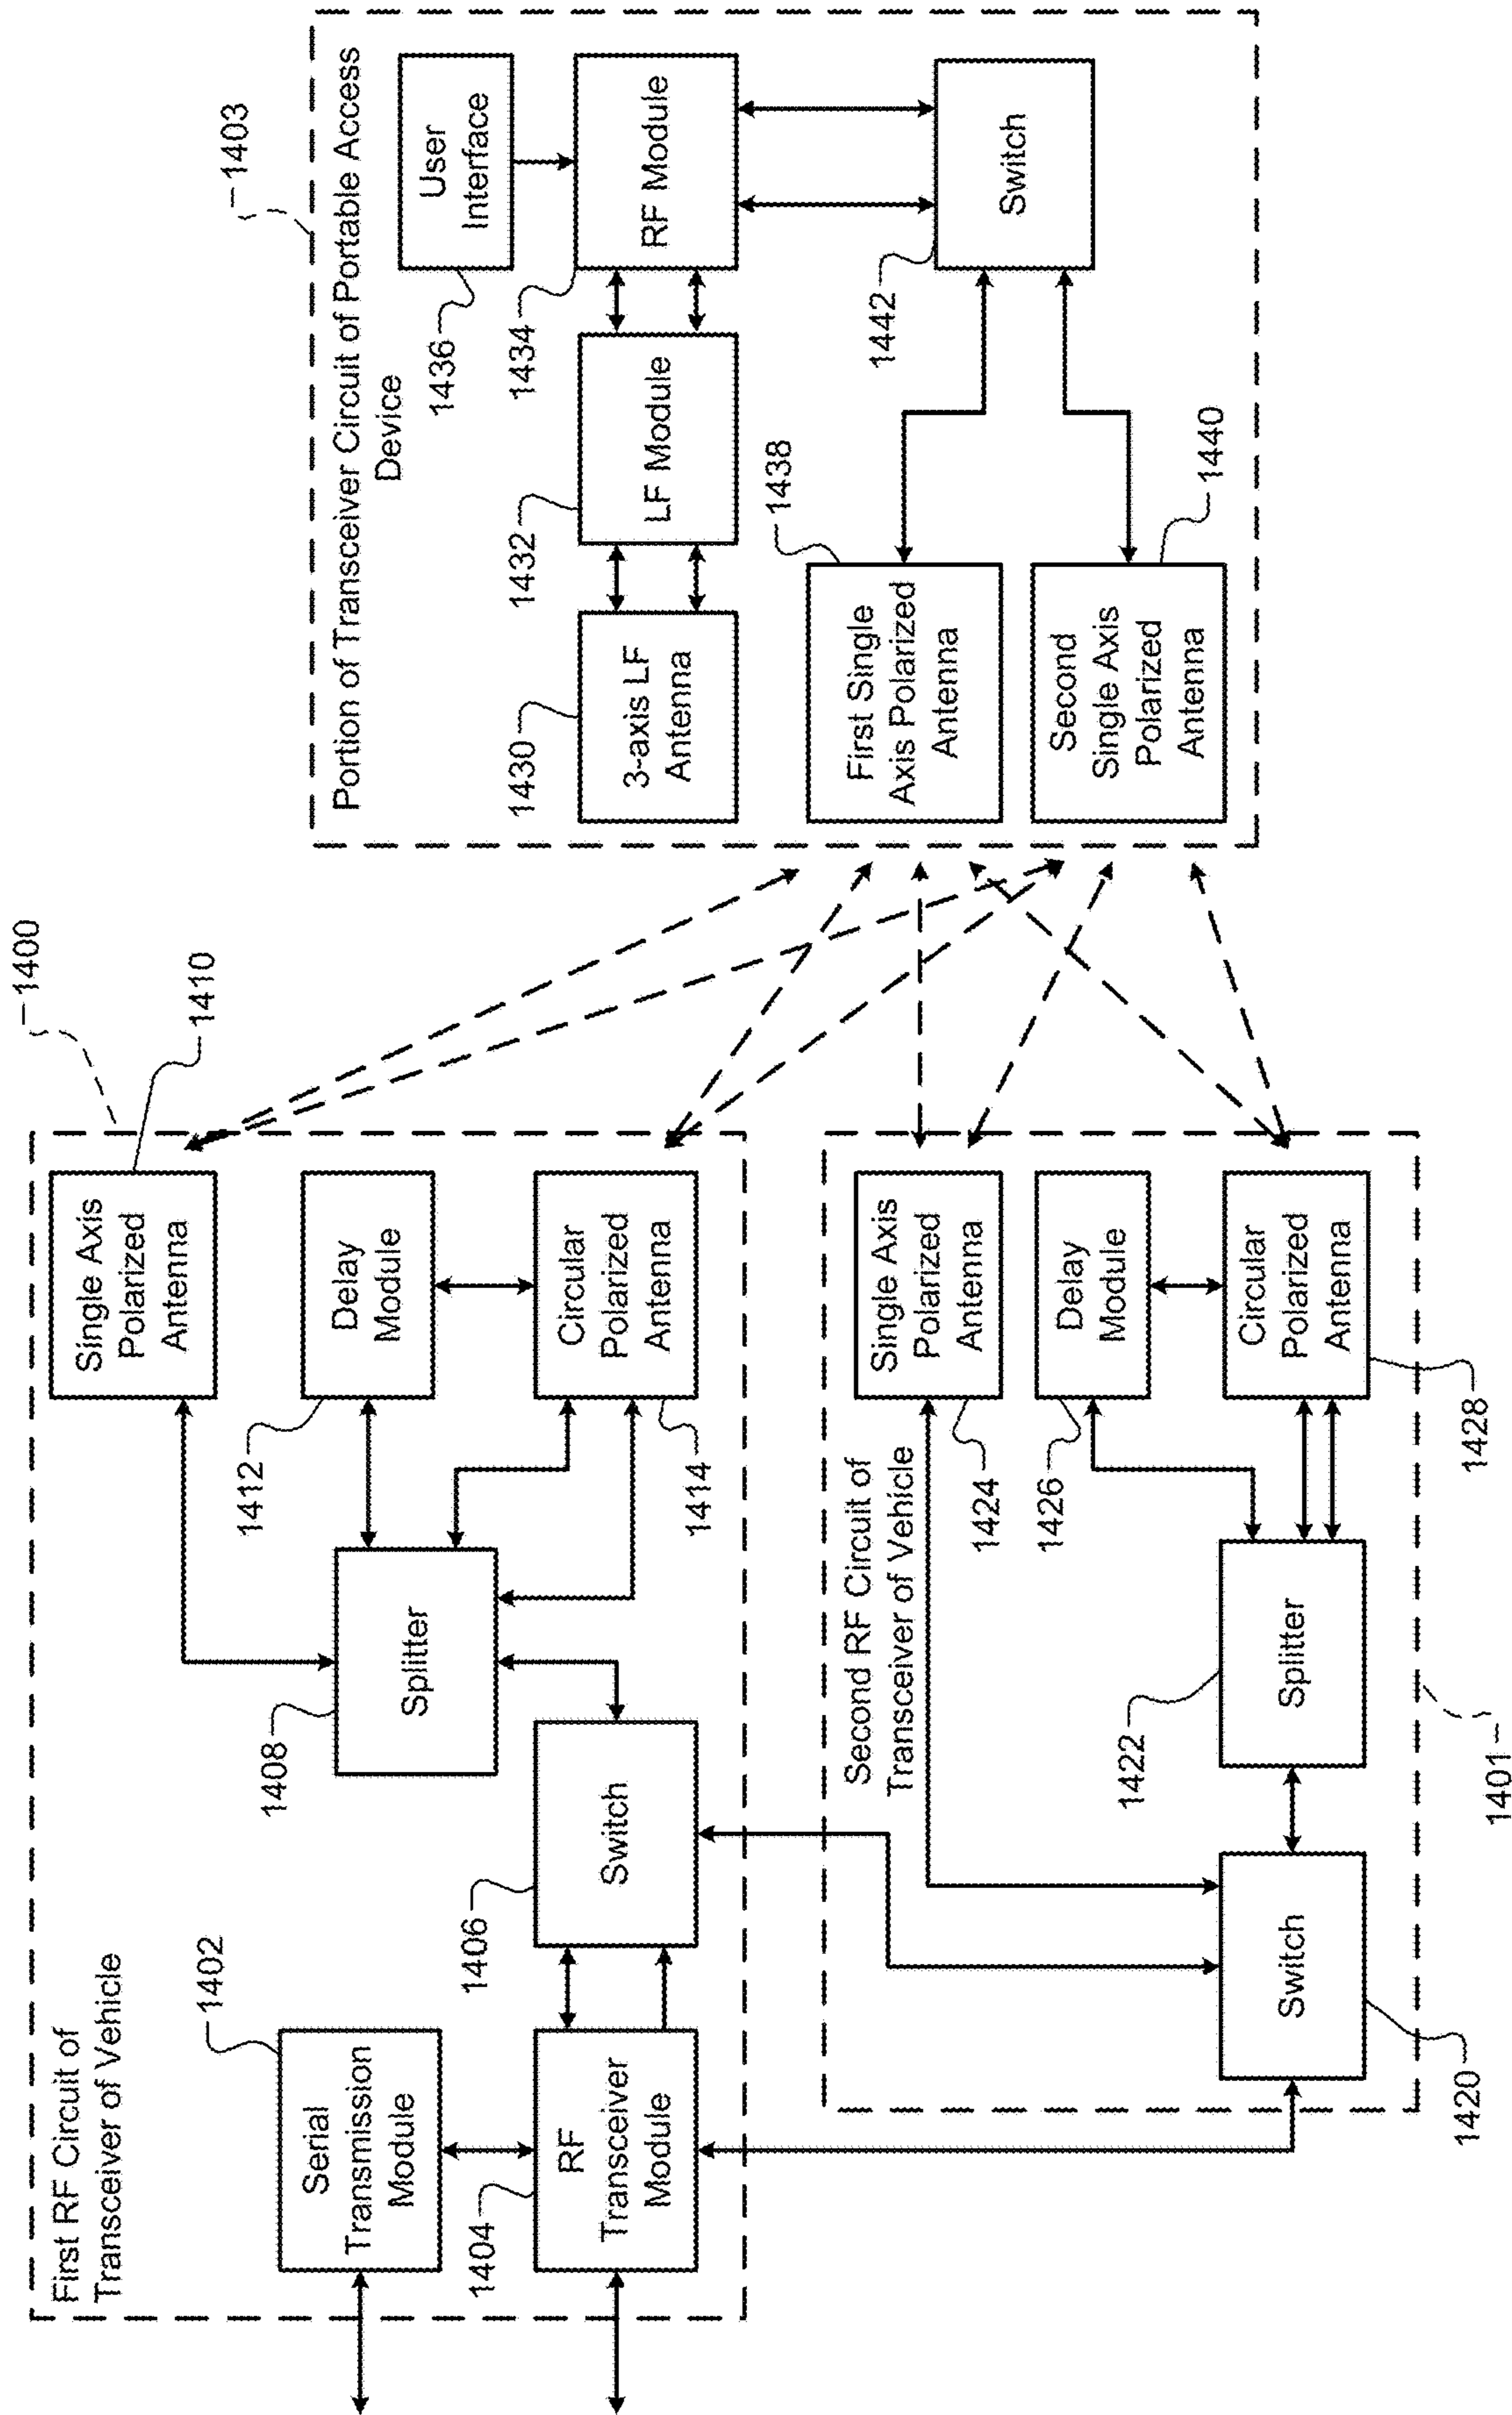 First RF Circuit of
Transceiver of Vehicle
1400
1402
Serial
Transmission
Module
1404
RF
Transceiver
Module
1406
Switch
1408
Splitter
1410
Single Axis
Polarized
Antenna
1412
Delay
Module
1414
Circular
Polarized
Antenna
Second RF Circuit of
Transceiver of Vehicle
1401
1420
Switch
1422
Splitter
1424
Single Axis
Polarized
Antenna
1426
Delay
Module
1428
Circular
Polarized
Antenna
1403
Portion of Transceiver Circuit of Portable Access
Device
1430
3-axis LF
Antenna
1432
LF Module
1434
RF Module
1436
User
Interface
1438
First Single
Axis Polarized
Antenna
1440
Second
Single Axis
Polarized
Antenna
1442
Switch